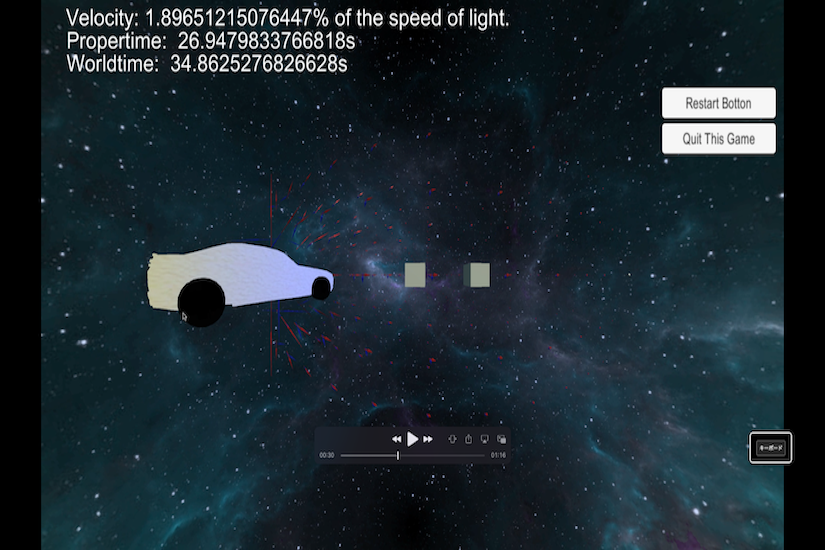 Velocity: 1.89651215076447% of the speed of light.
Propertime:  26.9479833766818s
Worldtime:  34.8625276826628s
Restart Botton
Quit This Game
00:30
01:16
キーボード